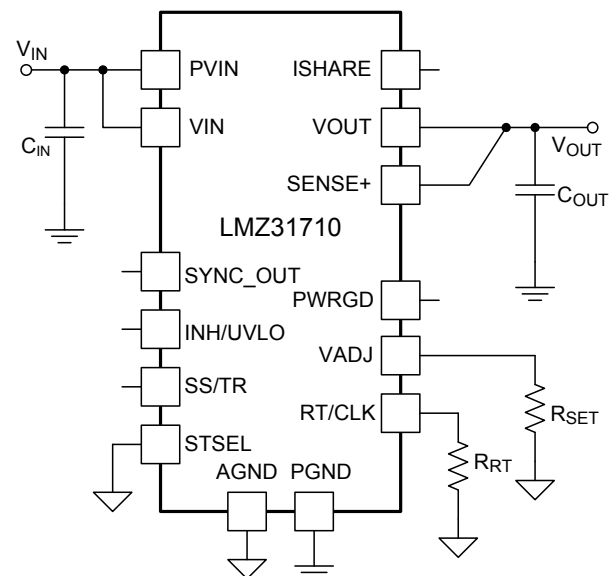 VIN
PVIN
ISHARE
VIN
VOUT
CIN
VOUT
SENSE+
COUT
LMZ31710
SYNC_OUT
PWRGD
INH/UVLO
VADJ
SS/TR
RT/CLK
RSET
STSEL
AGND PGND
RRT